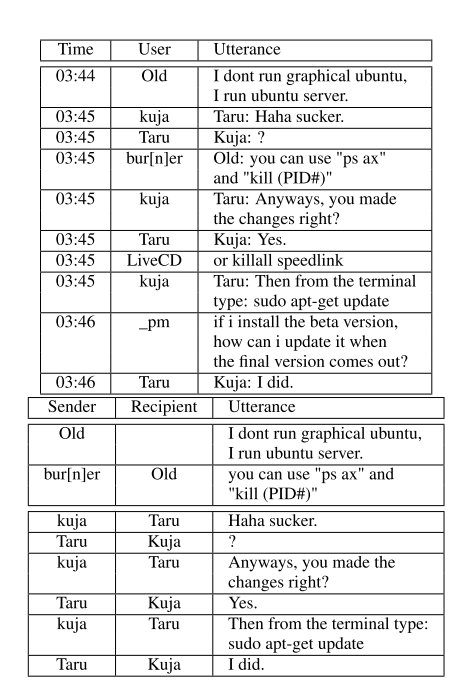 Time User Utterance
03:44 Old I dont run graphical ubuntu,
I run ubuntu server.
03:45 kuja Taru: Haha sucker.
03:45 Taru Kuja: ?
03:45 bur[n]er Old: you can use "ps ax"
and "kill (PID#)"
03:45 kuja Taru: Anyways, you made
the changes right?
03:45 Taru Kuja: Yes.
03:45 LiveCD or killall speedlink
03:45 kuja Taru: Then from the terminal
type: sudo apt-get update
03:46 _pm if i install the beta version,
how can i update it when
the final version comes out?
03:46 Taru Kuja: I did.
Sender Recipient Utterance
Old I dont run graphical ubuntu,
I run ubuntu server.
bur[n]er Old you can use "ps ax" and
"kill (PID#)"
kuja Taru Haha sucker.
Taru Kuja ?
kuja Taru Anyways, you made the
changes right?
Taru Kuja Yes.
kuja Taru Then from the terminal type:
sudo apt-get update
Taru Kuja I did.